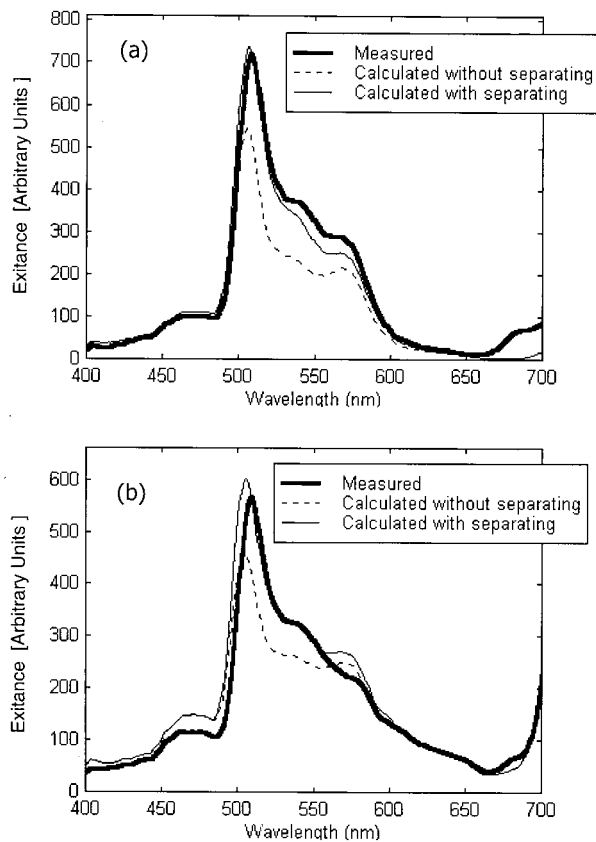 (a)
Measured
Calculated without separating
Calculated with separating
Exitance [Arbitrary Units ]
800
700
600
500
400
300
200
100
0
400 450 500 550 600 650 700
Wavelength (nm)
(b)
Measured
Calculated without separating
Calculated with separating
Exitance [Arbitrary Units ]
600
500
400
300
200
100
0
400 450 500 550 600 650 700
Wavelength (nm)